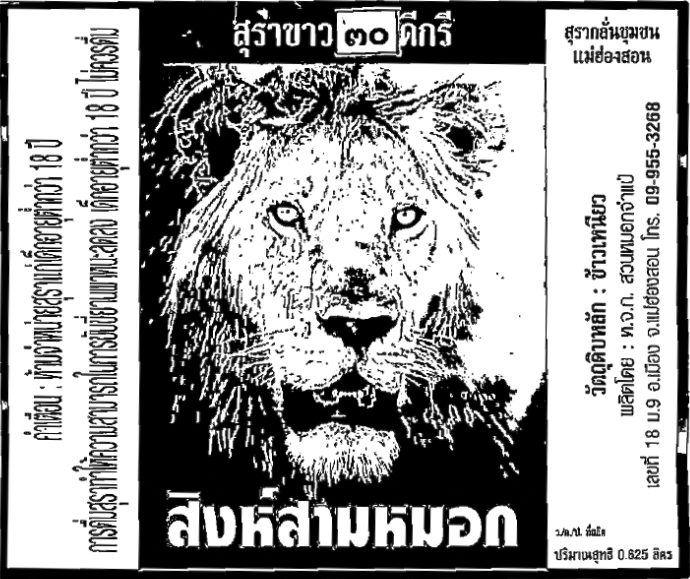 คำเตือน : ห้ามจำหน่ายสุราแก่เด็กอายุต่ำกว่า 18 ปี
การดื่มสุราทำให้ความสามารถในการขับขี่ยานพาหนะลดลง เด็กอายุต่ำกว่า 18 ปี ไม่ควรดื่ม
สุราขาว ๓๐ ดีกรี
สิงห์สามหมอก
สุรากลั่นชุมชน
แม่ฮ่องสอน
วัตถุดิบหลัก : ข้าวเหนียว
ผลิตโดย : ห.จ.ก. สวนหมอกจำแป่
เลขที่ 18 ม.9 อ.เมือง จ.แม่ฮ่องสอน โทร. 09-955-3268
ว/ด/ป. ที่ผลิต
ปริมาณสุทธิ 0.625 ลิตร